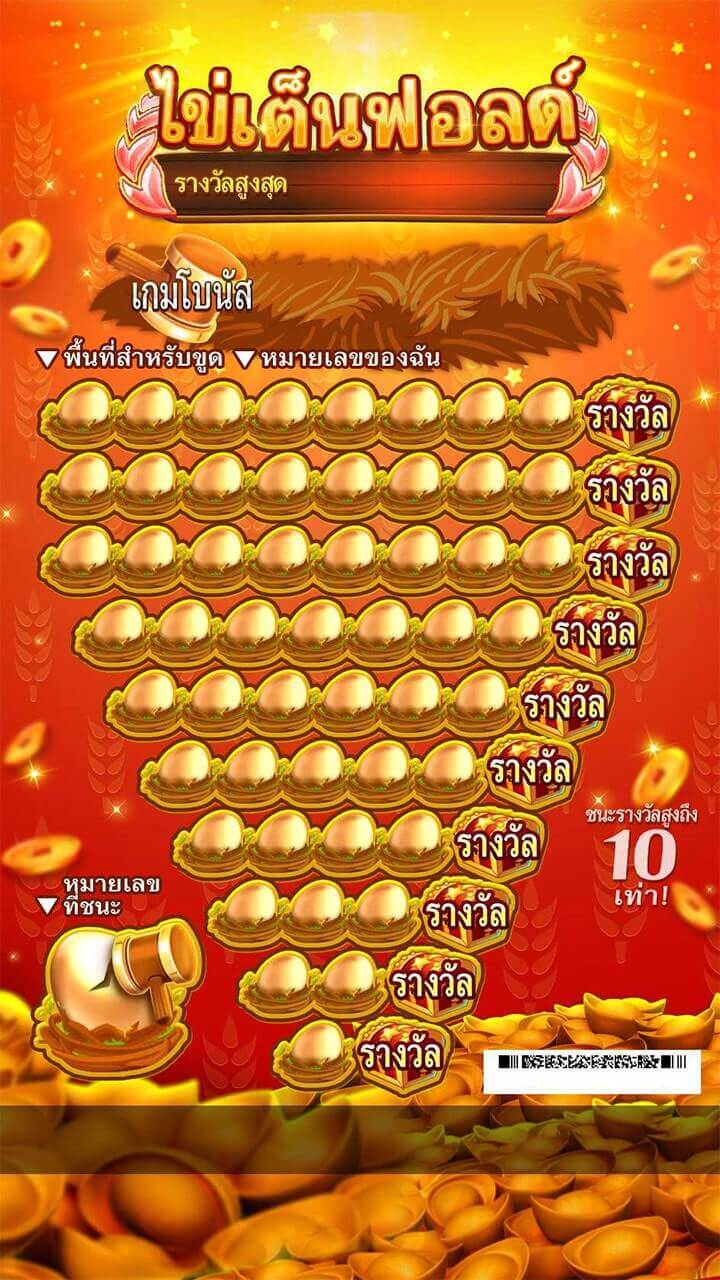 ไข่เต็นฟอลด์
รางวัลสูงสุด
เกมโบนัส
▼พื้นที่สำหรับขูด ▼หมายเลขของฉัน
รางวัล
รางวัล
รางวัล
รางวัล
รางวัล
รางวัล
ชนะรางวัลสูงถึง
10
เท่า!
รางวัล
หมายเลข
▼ที่ชนะ
รางวัล
รางวัล
รางวัล